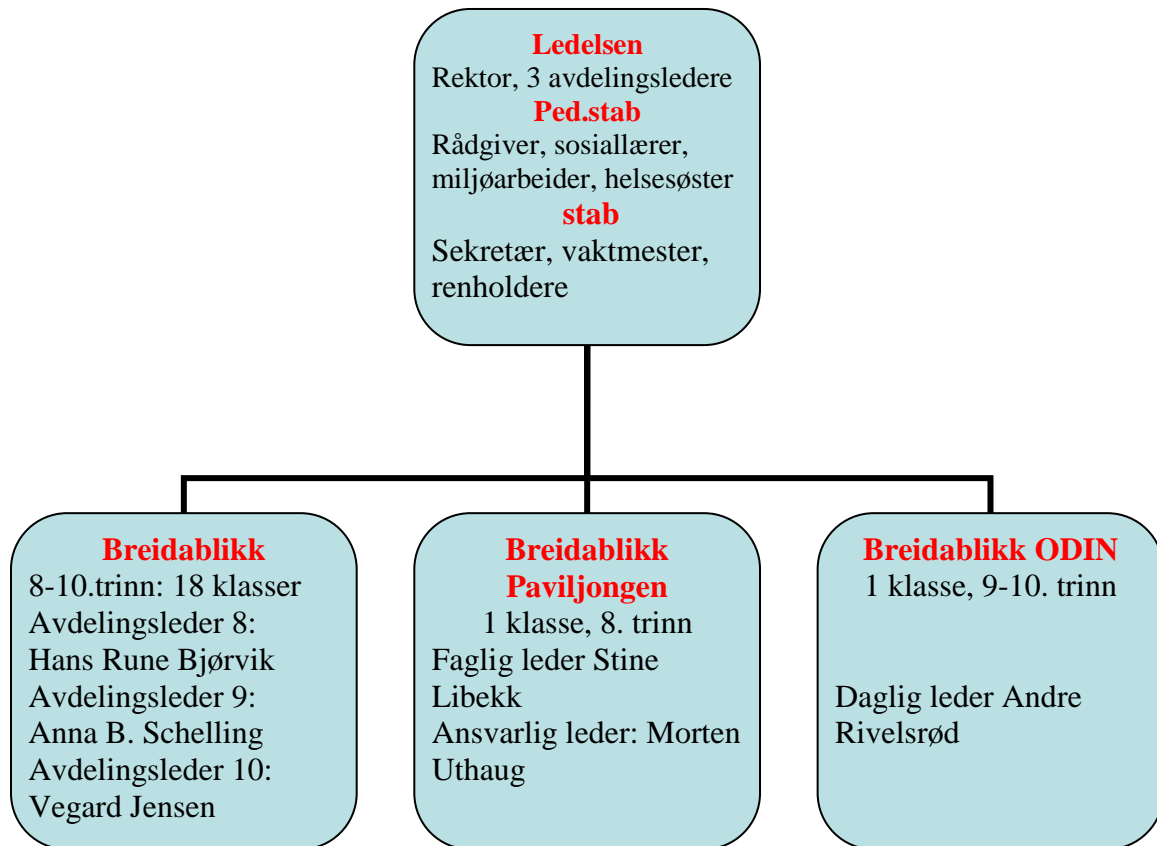 Ledelsen
Rektor, 3 avdelingsledere
Ped.stab
Rådgiver, sosiallærer,
miljøarbeider, helsesøster
stab
Sekretær, vaktmester,
renholdere
Breidablikk
8-10.trinn: 18 klasser
Avdelingsleder 8:
Hans Rune Bjørvik
Avdelingsleder 9:
Anna B. Schelling
Avdelingsleder 10:
Vegard Jensen
Breidablikk
Paviljongen
1 klasse, 8. trinn
Faglig leder Stine
Libekk
Ansvarlig leder: Morten
Uthaug
Breidablikk ODIN
1 klasse, 9-10. trinn
Daglig leder Andre
Rivelsrød